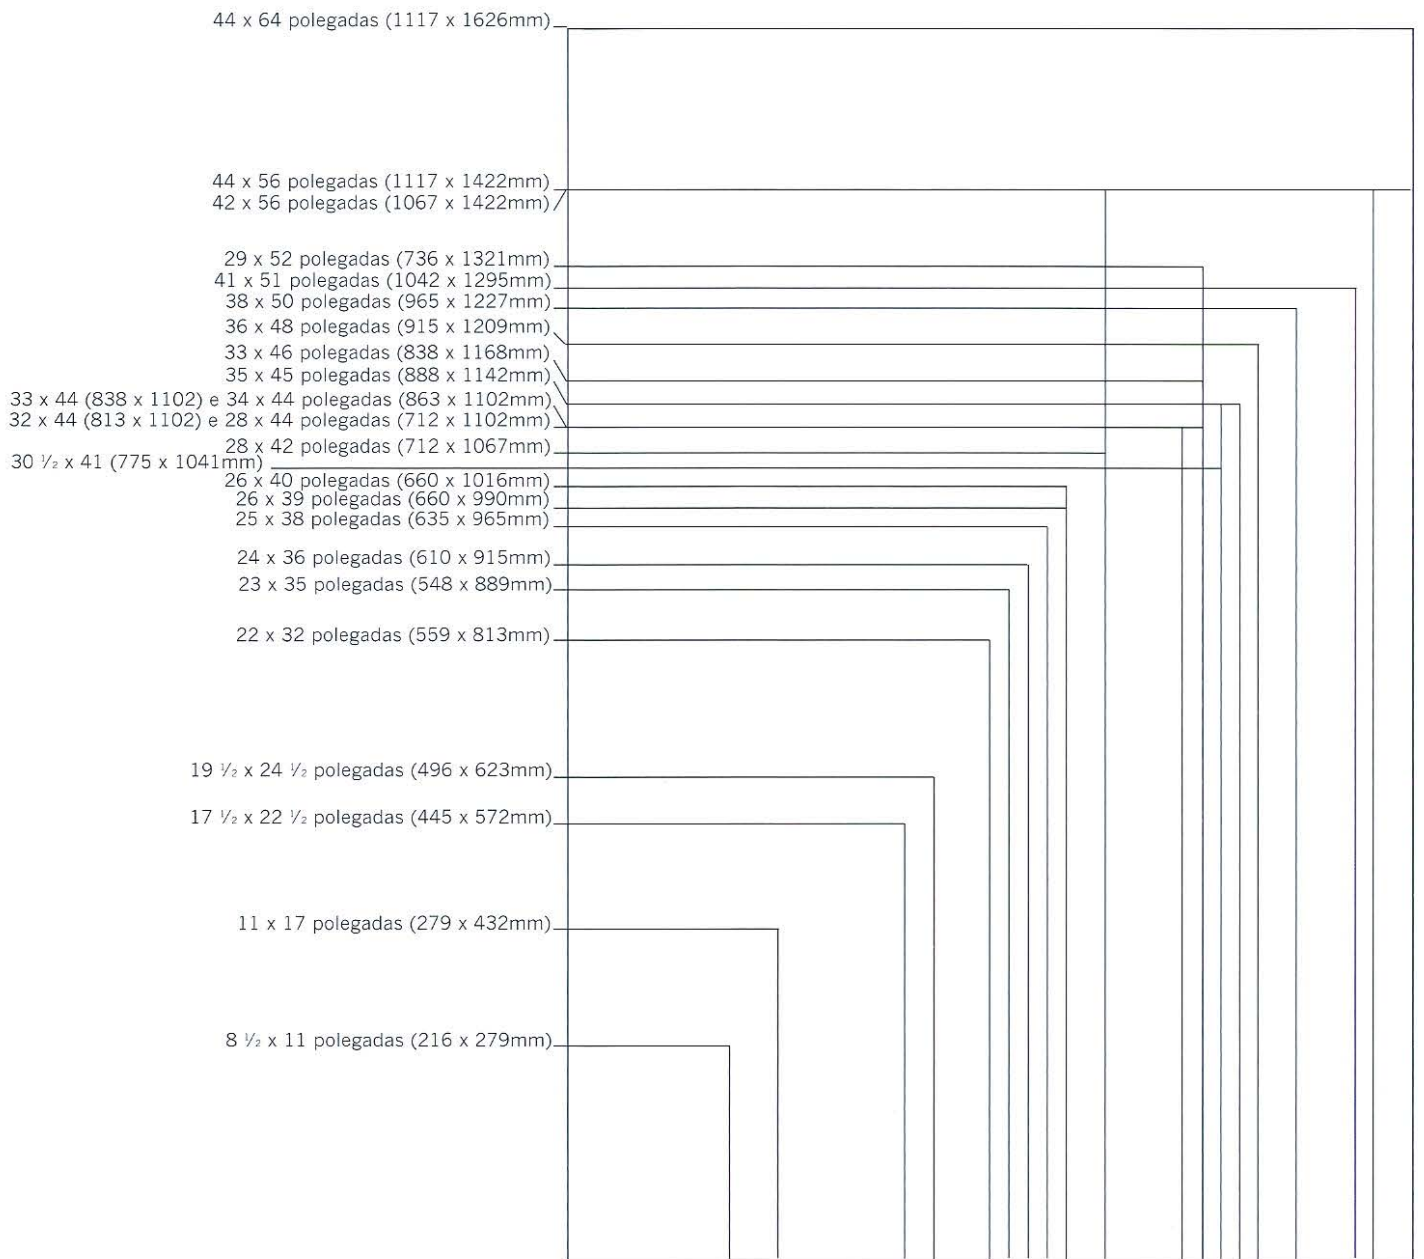 44 x 64 polegadas (1117 x 1626mm)
44 x 56 polegadas (1117 x 1422mm)
42 x 56 polegadas (1067 x 1422mm)
29 x 52 polegadas (736 x 1321mm)
41 x 51 polegadas (1042 x 1295mm)
38 x 50 polegadas (965 x 1227mm)
36 x 48 polegadas (915 x 1209mm)
33 x 46 polegadas (838 x 1168mm)
35 x 45 polegadas (888 x 1142mm)
33 x 44 (838 x 1102) e 34 x 44 polegadas (863 x 1102mm)
32 x 44 (813 x 1102) e 28 x 44 polegadas (712 x 1102mm)
28 x 42 polegadas (712 x 1067mm)
30 ½ x 41 (775 x 1041mm)
26 x 40 polegadas (660 x 1016mm)
26 x 39 polegadas (660 x 990mm)
25 x 38 polegadas (635 x 965mm)
24 x 36 polegadas (610 x 915mm)
23 x 35 polegadas (548 x 889mm)
22 x 32 polegadas (559 x 813mm)
19 ½ x 24 ½ polegadas (496 x 623mm)
17 ½ x 22 ½ polegadas (445 x 572mm)
11 x 17 polegadas (279 x 432mm)
8 ½ x 11 polegadas (216 x 279mm)